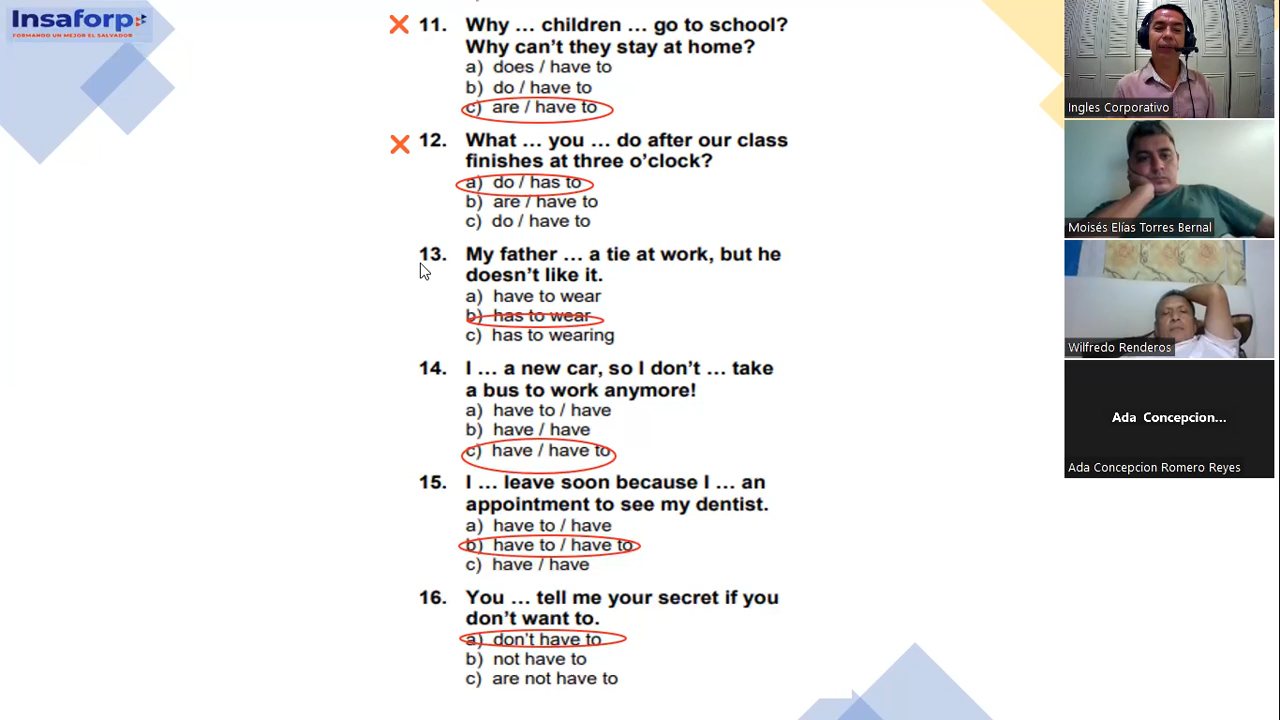 Insaforp
FORMANDO UN MEJOR EL SALVADOR
11. Why ... children ... go to school?
Why can't they stay at home?
a) does / have to
b) do / have to
c) are / have to
12. What ... you ... do after our class
finishes at three o'clock?
a) do / has to
b) are / have to
c) do / have to
13. My father ... a tie at work, but he
doesn't like it.
a) have to wear
b) has to wear
c) has to wearing
14. I ... a new car, so I don't ... take
a bus to work anymore!
a) have to / have
b) have / have
c) have / have to
15. I ... leave soon because I ... an
appointment to see my dentist.
a) have to / have
b) have to / have to
c) have / have
16. You ... tell me your secret if you
don't want to.
a) don't have to
b) not have to
c) are not have to
Ingles Corporativo
Moisés Elías Torres Bernal
Wilfredo Renderos
Ada Concepcion...
Ada Concepcion Romero Reyes